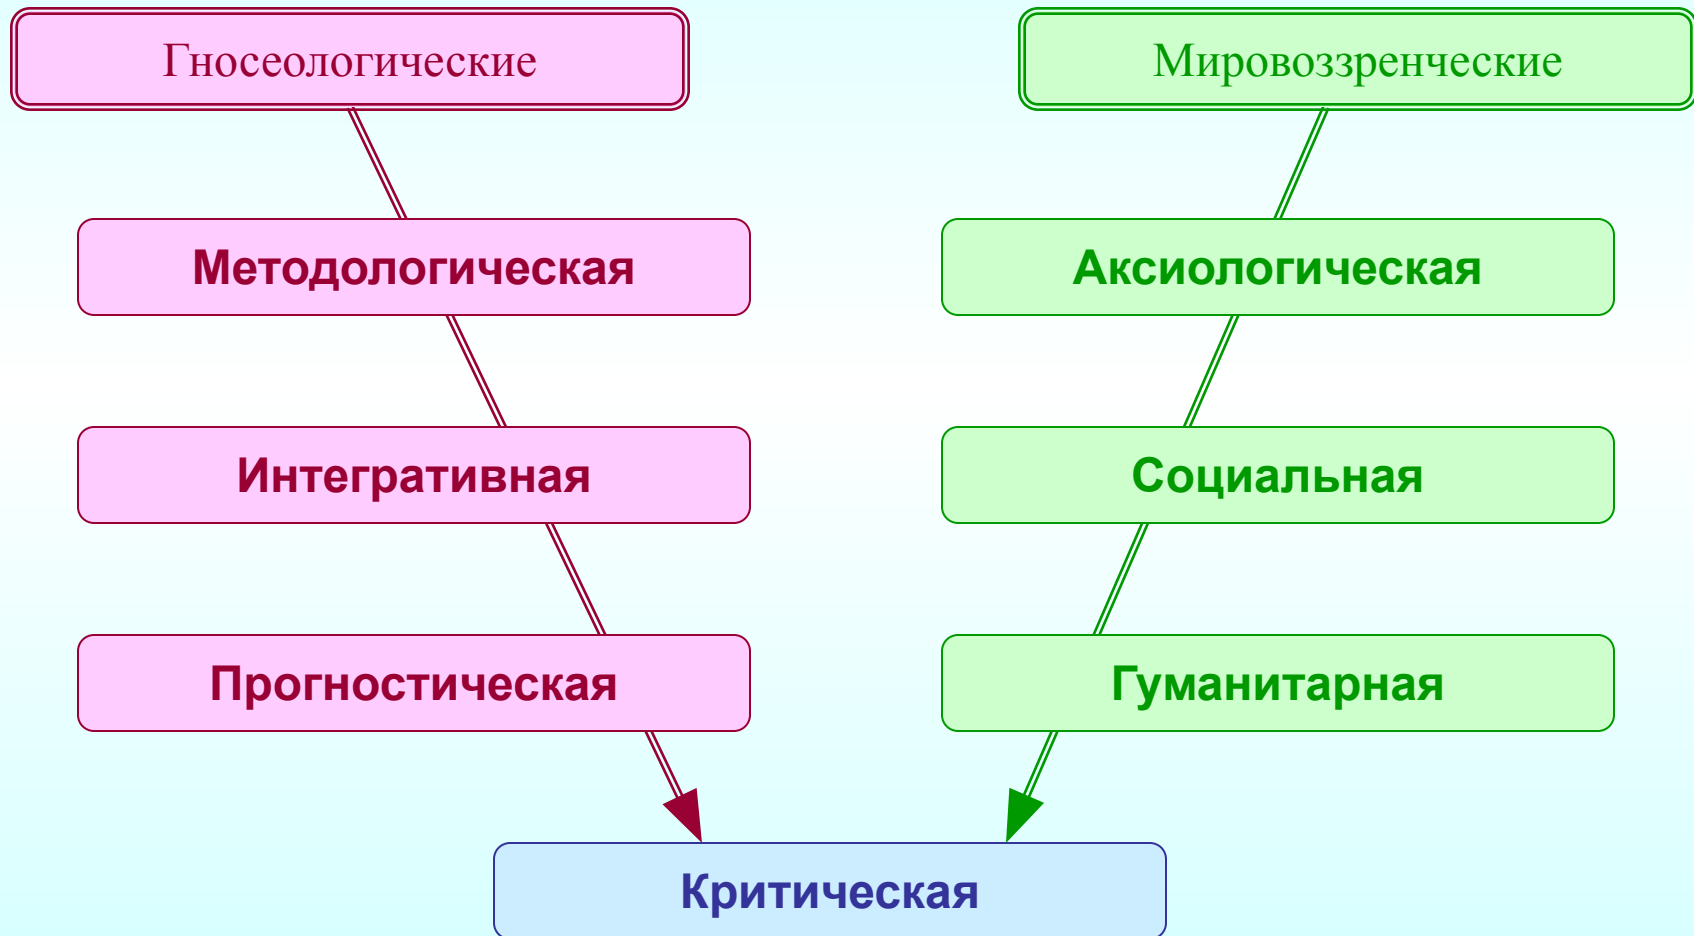 Гносеологические
Мировоззренческие
Методологическая
Аксиологическая
Интегративная
Социальная
Прогностическая
Гуманитарная
Критическая